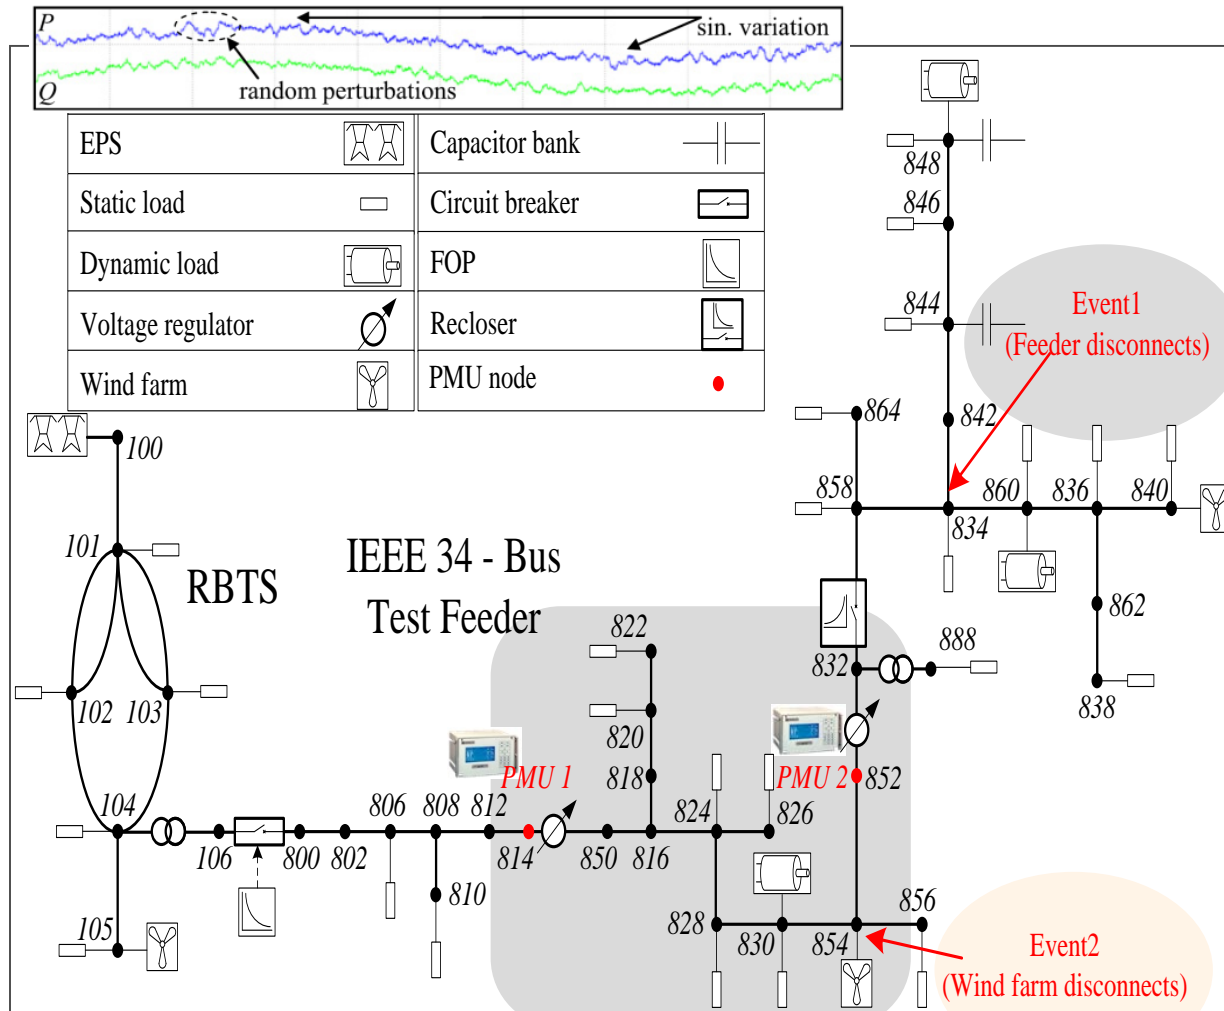 P
sin. variation
Q
random perturbations
EPS
Capacitor bank
Static load
Circuit breaker
Dynamic load
FOP
Voltage regulator
Recloser
Wind farm
PMU node
848
846
844
Event1
(Feeder disconnects)
842
864
100
858
834
860
836
840
101
RBTS
IEEE 34 - Bus
Test Feeder
822
832
888
862
838
102
103
820
PMU 1
PMU 2
852
818
104
106
800
802
806
808
812
814
850
816
824
826
810
105
828
830
854
856
Event2
(Wind farm disconnects)